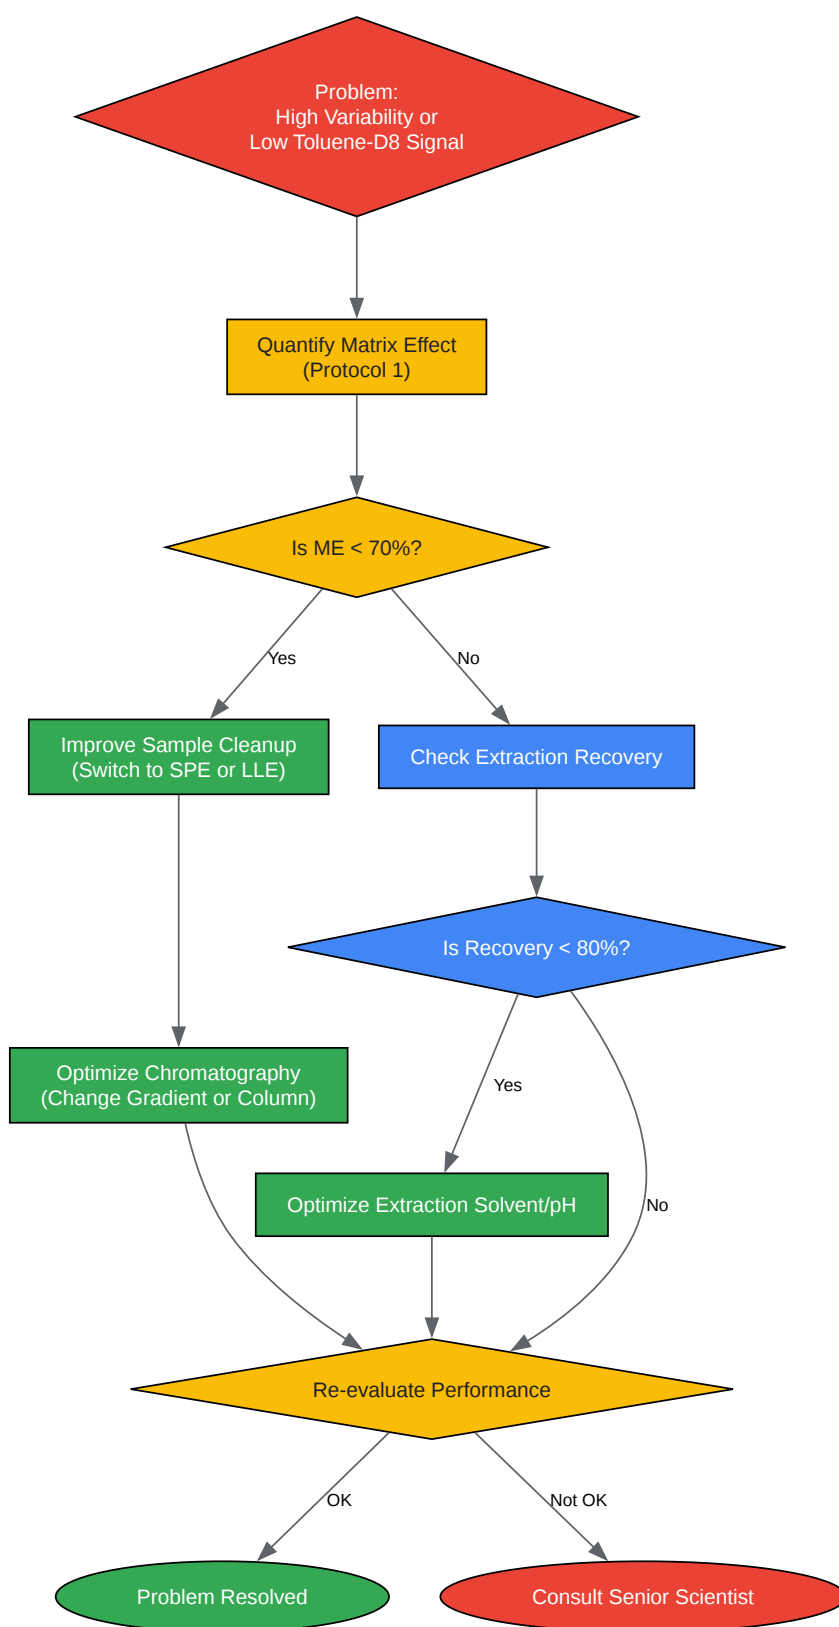 Problem:
High Variability or
Low Toluene-D8 Signal
Quantify Matrix Effect
(Protocol 1)
Is ME < 70%?
Yes
No
Improve Sample Cleanup
(Switch to SPE or LLE)
Check Extraction Recovery
Is Recovery < 80%?
Optimize Chromatography
(Change Gradient or Column)
Yes
Optimize Extraction Solvent/pH
No
Re-evaluate Performance
OK
Not OK
Problem Resolved
Consult Senior Scientist